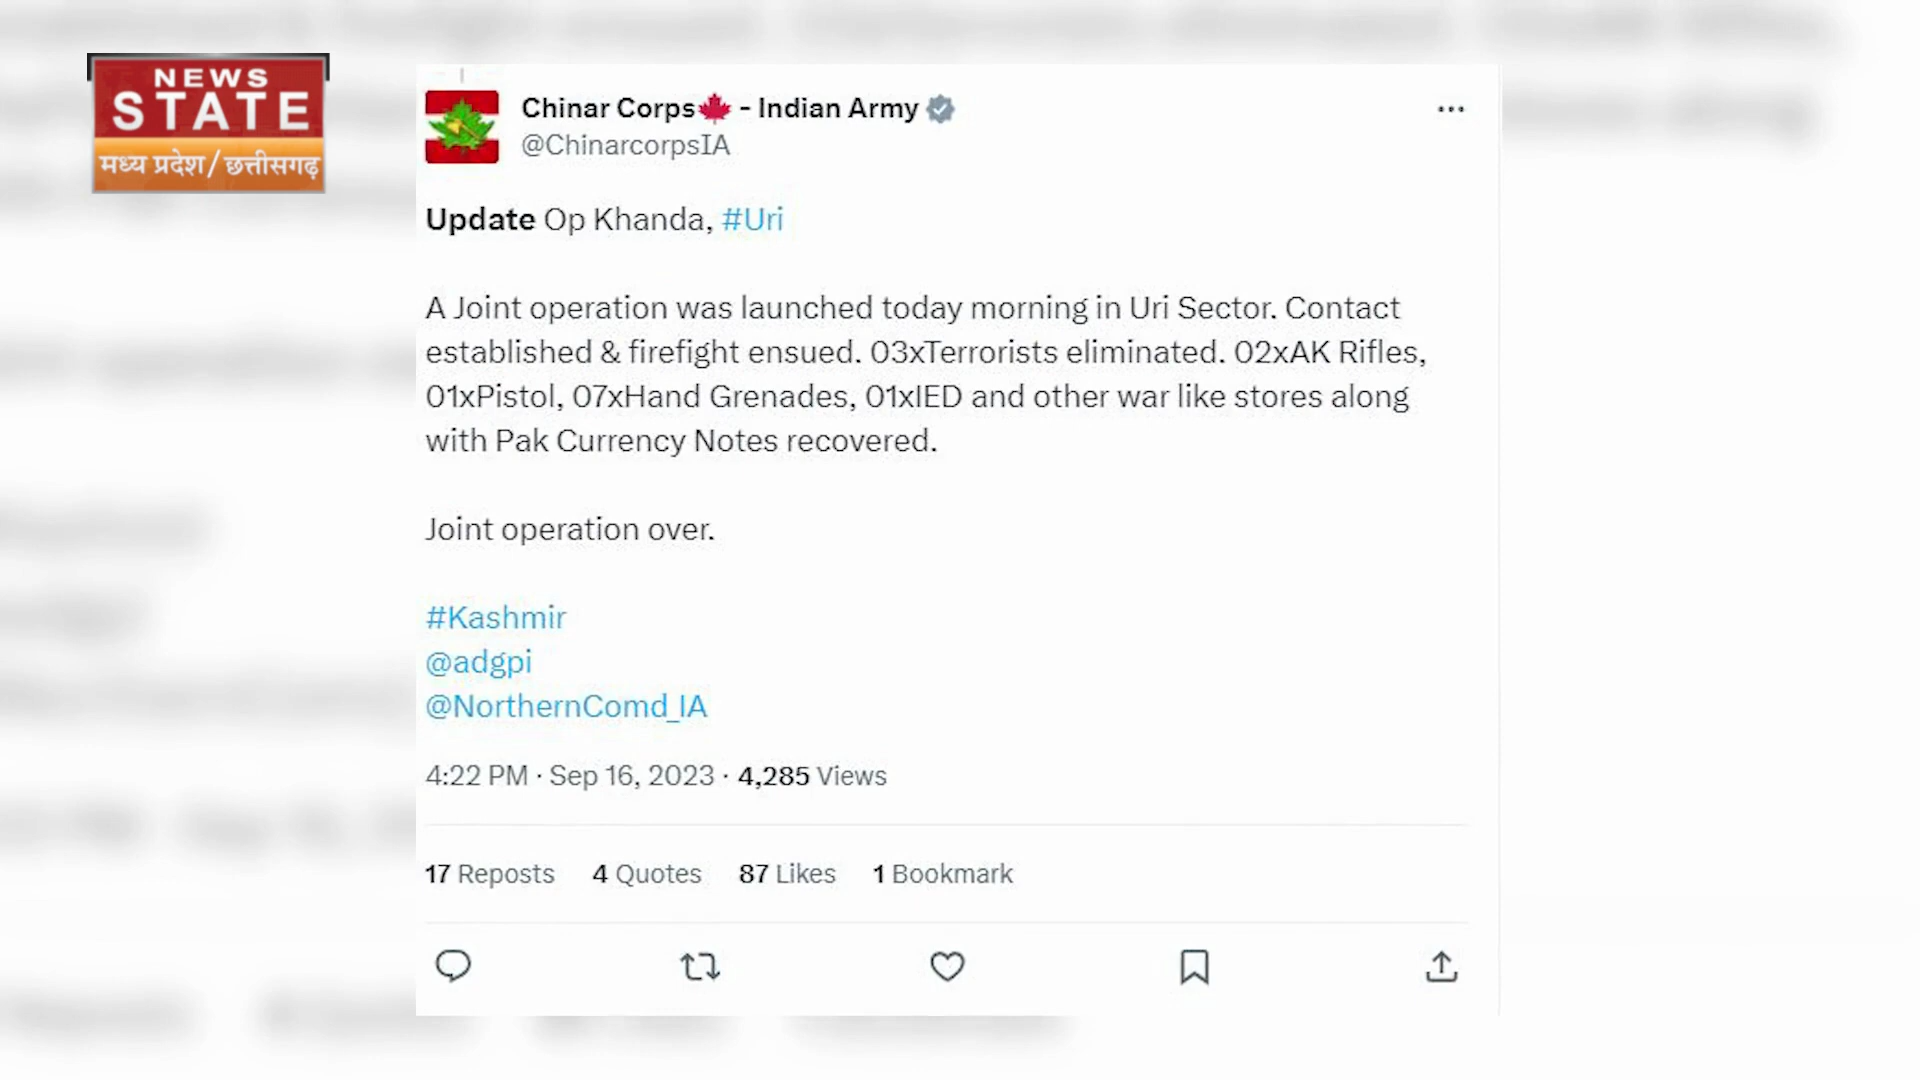 NEWS
STATE
मध्य प्रदेश/छत्तीसगढ़
Chinar Corps🍁 - Indian Army
@ChinarcorpsIA
Update Op Khanda, #Uri
A Joint operation was launched today morning in Uri Sector. Contact
established & firefight ensued. 03xTerrorists eliminated. 02xAK Rifles,
01xPistol, 07xHand Grenades, 01xIED and other war like stores along
with Pak Currency Notes recovered.
Joint operation over.
#Kashmir
@adgpi
@NorthernComd_IA
4:22 PM · Sep 16, 2023 · 4,285 Views
17 Reposts 4 Quotes 87 Likes 1 Bookmark